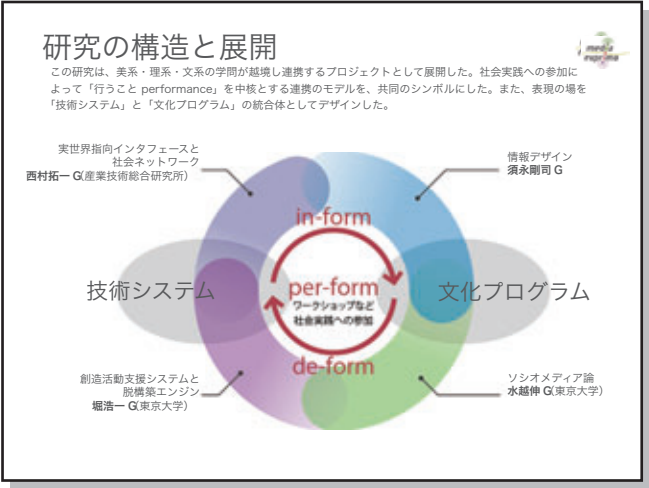 研究の構造と展開
media
exprimo
この研究は、美系・理系・文系の学問が越境し連携するプロジェクトとして展開した。社会実践への参加に
よって「行うこと performance」を中核とする連携のモデルを、共同のシンボルにした。また、表現の場を
「技術システム」と「文化プログラム」の統合体としてデザインした。
実世界指向インタフェースと
社会ネットワーク
西村拓一 G(産業技術総合研究所)
情報デザイン
須永剛司 G
in-form
技術システム
per-form
ワークショップなど
社会実践への参加
文化プログラム
de-form
創造活動支援システムと
脱構築エンジン
堀浩一 G(東京大学)
ソシオメディア論
水越伸 G(東京大学)